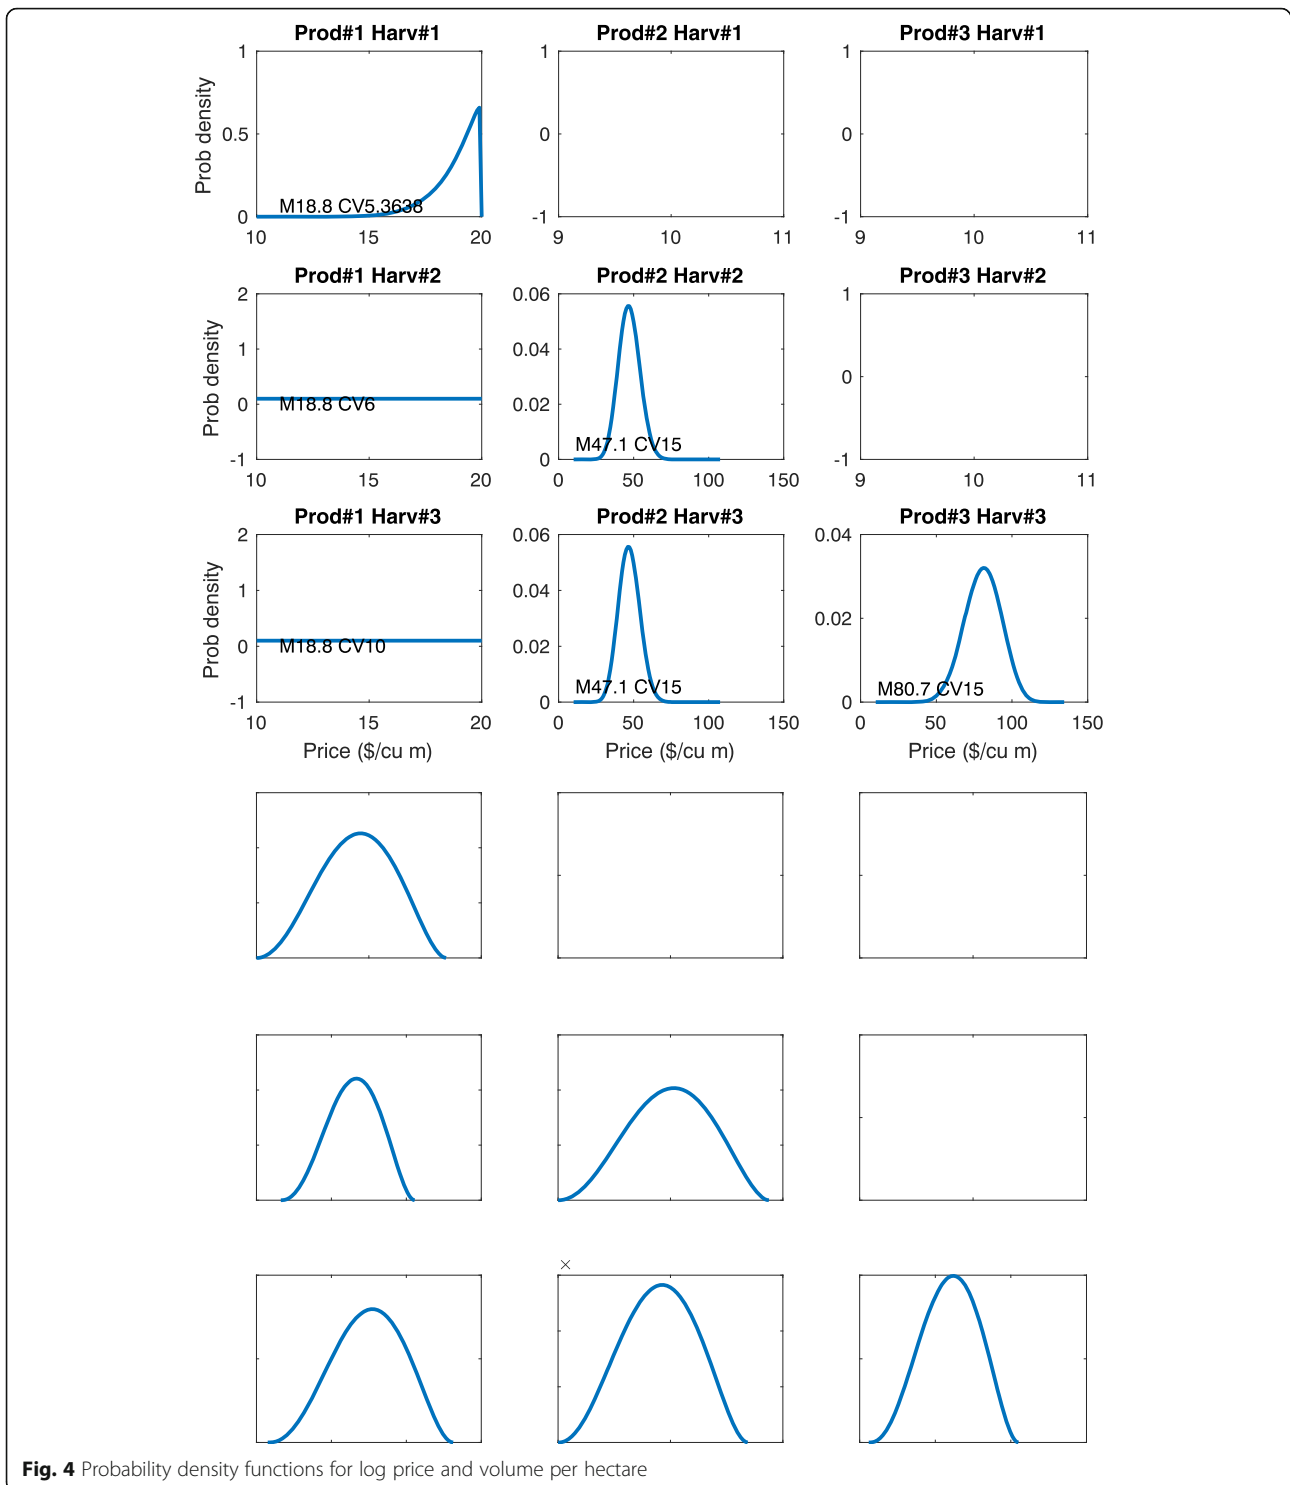 Prod#1 Harv#1 Prod#2 Harv#1 Prod#3 Harv#1
Prob density
1
0.5
0
M18.8 CV5.3638
10 15 20
1
0
-1
9 10 11
1
0
-1
9 10 11
Prod#1 Harv#2 Prod#2 Harv#2 Prod#3 Harv#2
Prob density
2
1
0
-1
M18.8 CV6
10 15 20
0.06
0.04
0.02
0
M47.1 CV15
0 50 100 150
1
0
-1
9 10 11
Prod#1 Harv#3 Prod#2 Harv#3 Prod#3 Harv#3
Prob density
2
1
0
-1
M18.8 CV10
10 15 20
Price ($/cu m)
0.06
0.04
0.02
0
M47.1 CV15
0 50 100 150
Price ($/cu m)
0.04
0.02
0
M80.7 CV15
0 50 100 150
Price ($/cu m)
×
Fig. 4 Probability density functions for log price and volume per hectare